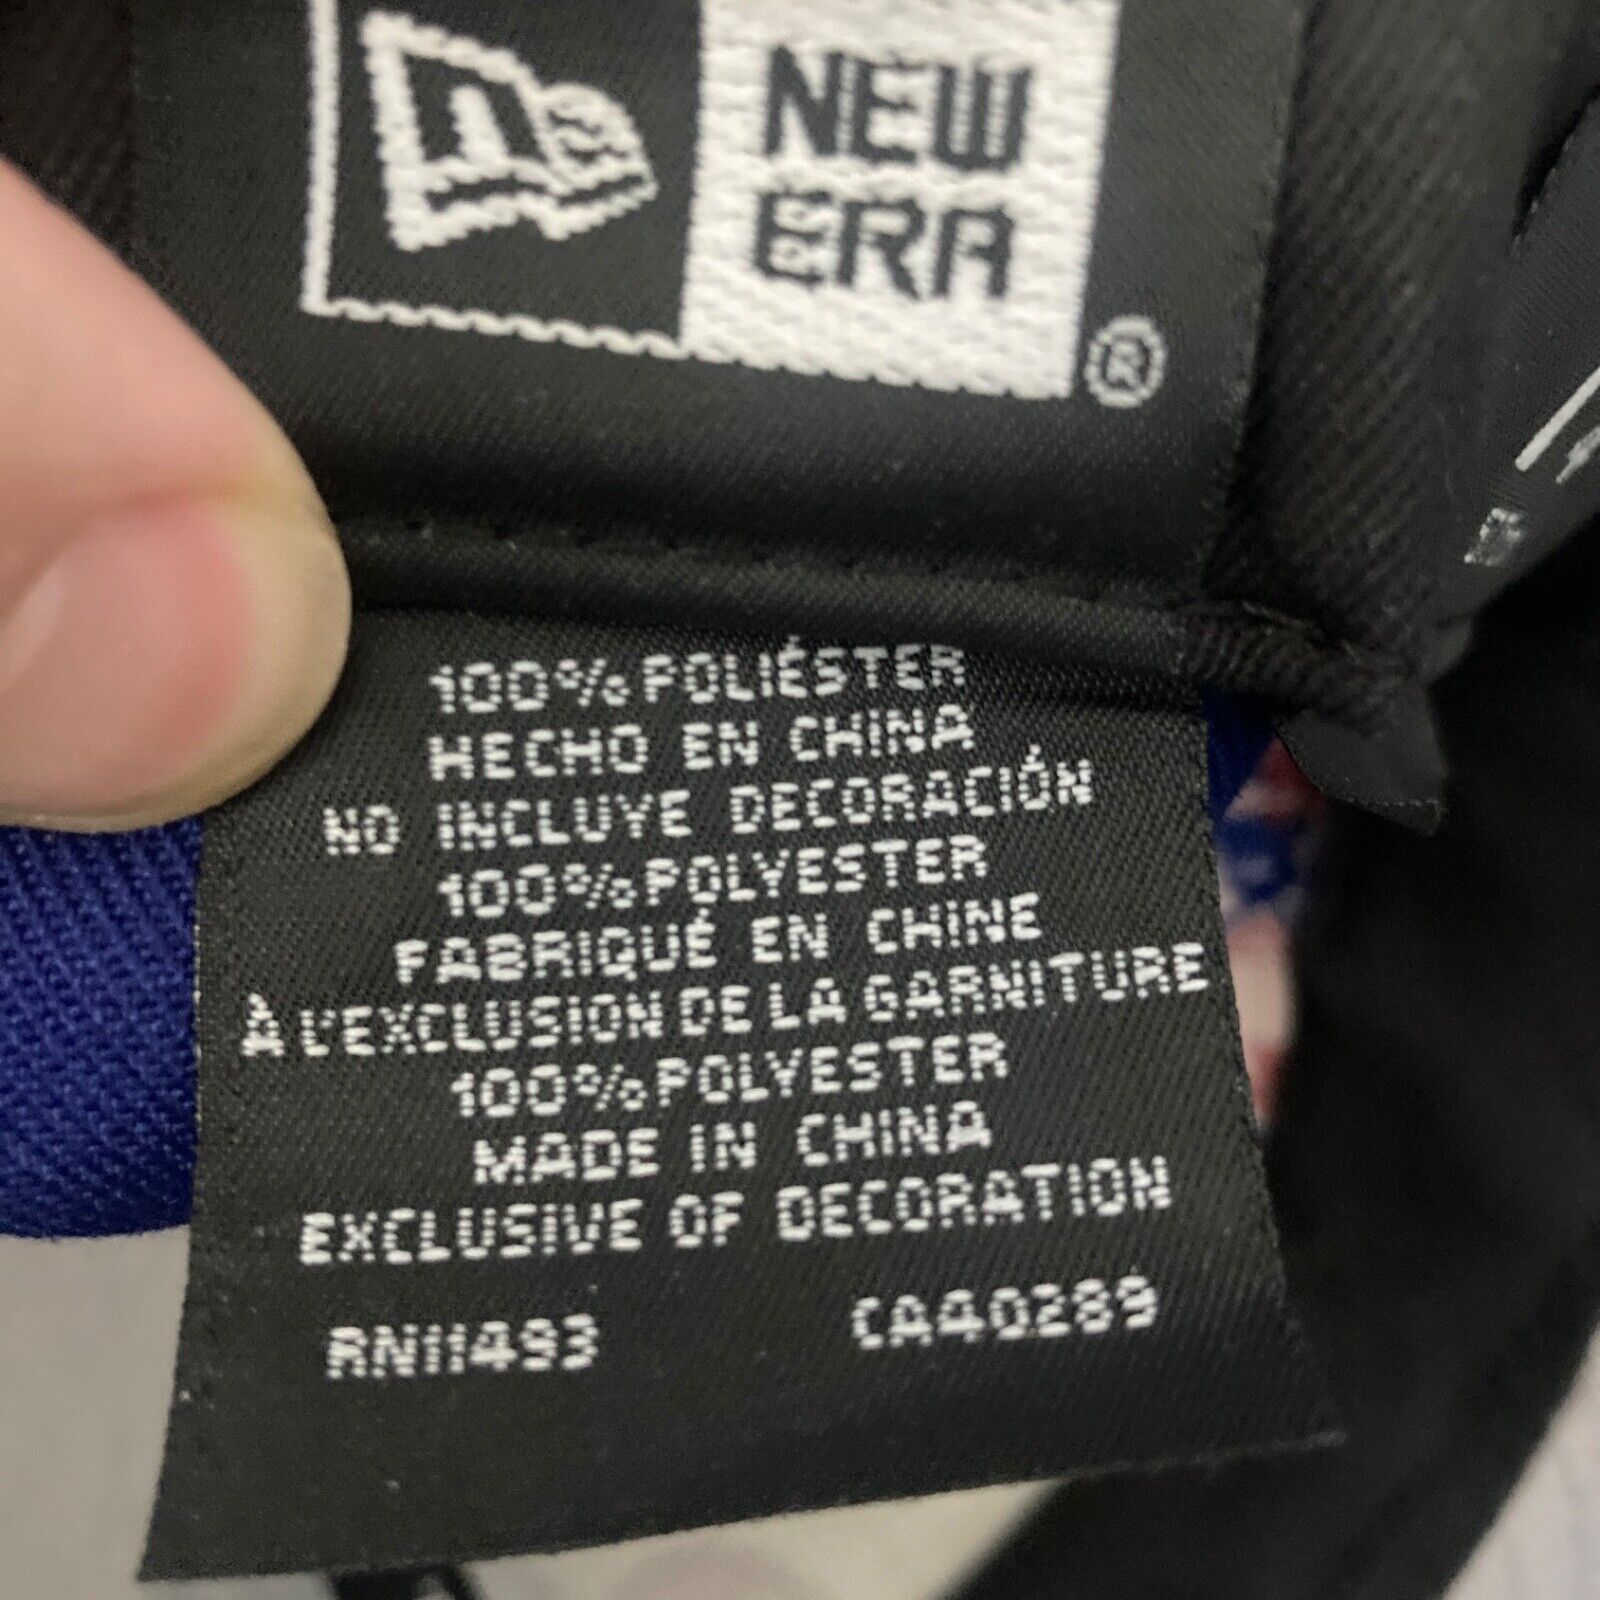 NEW
ERA
®
100% POLIÉSTER
HECHO EN CHINA
NO INCLUYE DECORACIÓN
100% POLYESTER
FABRIQUÉ EN CHINE
À L'EXCLUSION DE LA GARNITURE
100% POLYESTER
MADE IN CHINA
EXCLUSIVE OF DECORATION
RN11493 CA40289